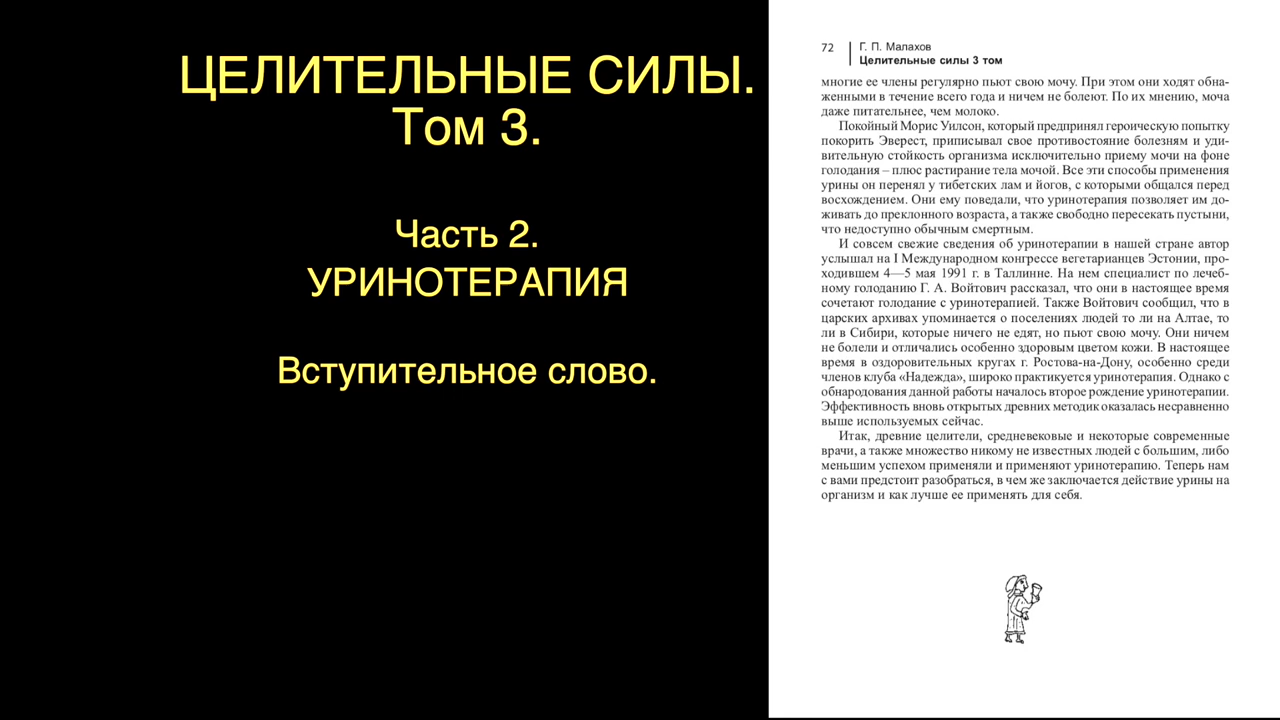 ЦЕЛИТЕЛЬНЫЕ СИЛЫ.
Том 3.
Часть 2.
УРИНОТЕРАПИЯ
Вступительное слово.
72
Г. П. Малахов
Целительные силы 3 том
многие ее члены регулярно пьют свою мочу. При этом они ходят обна-
женными в течение всего года и ничем не болеют. По их мнению, моча
даже питательнее, чем молоко.
Покойный Морис Уилсон, который предпринял героическую попытку
покорить Эверест, приписывал свое противостояние болезням и уди-
вительную стойкость организма исключительно приему мочи на фоне
голодания – плюс растирание тела мочой. Все эти способы применения
урины он перенял у тибетских лам и йогов, с которыми общался перед
восхождением. Они ему поведали, что уринотерапия позволяет им до-
живать до преклонного возраста, а также свободно пересекать пустыни,
что недоступно обычным смертным.
И совсем свежие сведения об уринотерапии в нашей стране автор
услышал на I Международном конгрессе вегетарианцев Эстонии, про-
ходившем 4—5 мая 1991 г. в Таллинне. На нем специалист по лечеб-
ному голоданию Г. А. Войтович рассказал, что они в настоящее время
сочетают голодание с уринотерапией. Также Войтович сообщил, что в
царских архивах упоминается о поселениях людей то ли на Алтае, то
ли в Сибири, которые ничего не едят, но пьют свою мочу. Они ничем
не болели и отличались особенно здоровым цветом кожи. В настоящее
время в оздоровительных кругах г. Ростова-на-Дону, особенно среди
членов клуба «Надежда», широко практикуется уринотерапия. Однако с
обнародования данной работы началось второе рождение уринотерапии.
Эффективность вновь открытых древних методик оказалась несравненно
выше используемых сейчас.
Итак, древние целители, средневековые и некоторые современные
врачи, а также множество никому не известных людей с большим, либо
меньшим успехом применяли и применяют уринотерапию. Теперь нам
с вами предстоит разобраться, в чем же заключается действие урины на
организм и как лучше ее применять для себя.